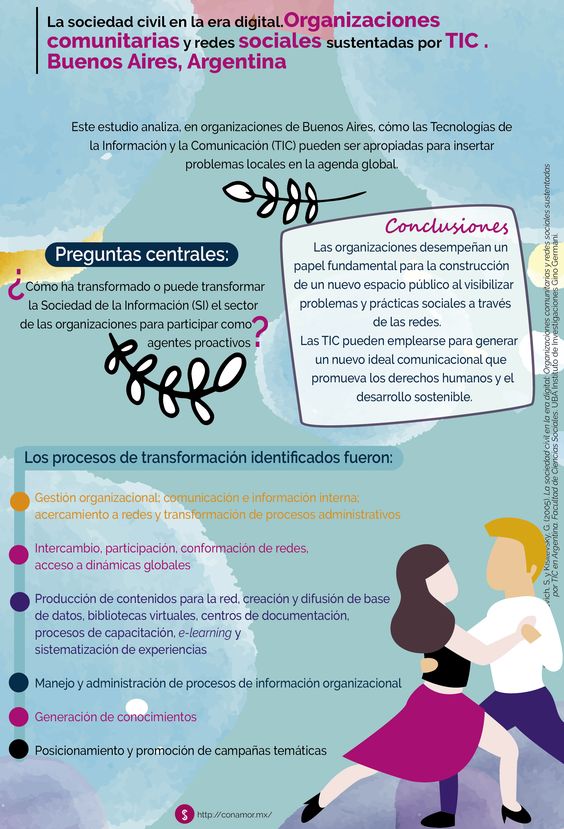 La sociedad civil en la era digital.Organizaciones
comunitarias y redes sociales sustentadas por TIC .
Buenos Aires, Argentina
Este estudio analiza, en organizaciones de Buenos Aires, cómo las Tecnologías de
la Información y la Comunicación (TIC) pueden ser apropiadas para insertar
problemas locales en la agenda global.
Preguntas centrales:
¿Cómo ha transformado o puede transformar
la Sociedad de la Información (SI) el sector
de las organizaciones para participar como
agentes proactivos?
Conclusiones
Las organizaciones desempeñan un
papel fundamental para la construcción
de un nuevo espacio público al visibilizar
problemas y prácticas sociales a través
de las redes.
Las TIC pueden emplearse para generar
un nuevo ideal comunicacional que
promueva los derechos humanos y el
desarrollo sostenible.
Los procesos de transformación identificados fueron:
Gestión organizacional; comunicación e información interna;
acercamiento a redes y transformación de procesos administrativos
Intercambio, participación, conformación de redes,
acceso a dinámicas globales
Producción de contenidos para la red, creación y difusión de base
de datos, bibliotecas virtuales, centros de documentación,
procesos de capacitación, e-learning y
sistematización de experiencias
Manejo y administración de procesos de información organizacional
Generación de conocimientos
Posicionamiento y promoción de campañas temáticas
S. y G. (2005). La sociedad civil en la era digital: Organizaciones comunitarias y redes sociales sustentadas
por TIC en Argentina. Facultad de Ciencias Sociales. UBA Instituto de Investigaciones Gino Germani.
http://conamor.mx/